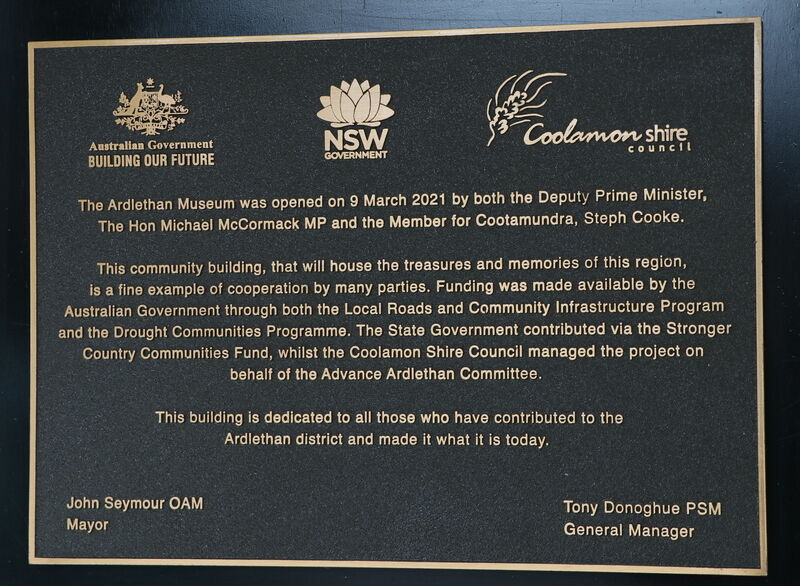 Australian Government
BUILDING OUR FUTURE
NSW
GOVERNMENT
Coolamon shire
council
The Ardlethan Museum was opened on 9 March 2021 by both the Deputy Prime Minister,
The Hon Michael McCormack MP and the Member for Cootamundra, Steph Cooke.
This community building, that will house the treasures and memories of this region,
is a fine example of cooperation by many parties. Funding was made available by the
Australian Government through both the Local Roads and Community Infrastructure Program
and the Drought Communities Programme. The State Government contributed via the Stronger
Country Communities Fund, whilst the Coolamon Shire Council managed the project on
behalf of the Advance Ardlethan Committee.
This building is dedicated to all those who have contributed to the
Ardlethan district and made it what it is today.
John Seymour OAM
Mayor
Tony Donoghue PSM
General Manager